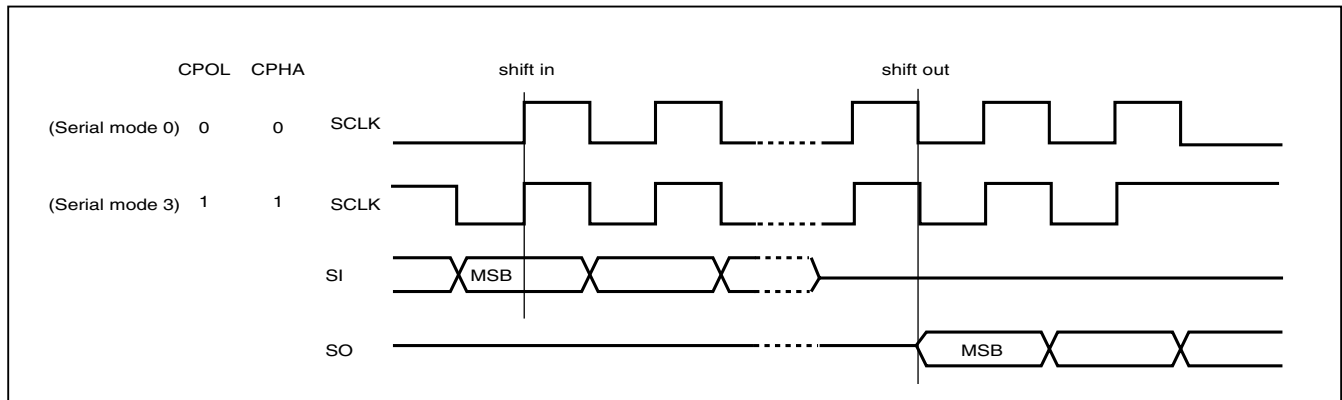 CPOL CPHA shift in shift out
(Serial mode 0) 0 0 SCLK
(Serial mode 3) 1 1 SCLK
SI MSB
SO MSB